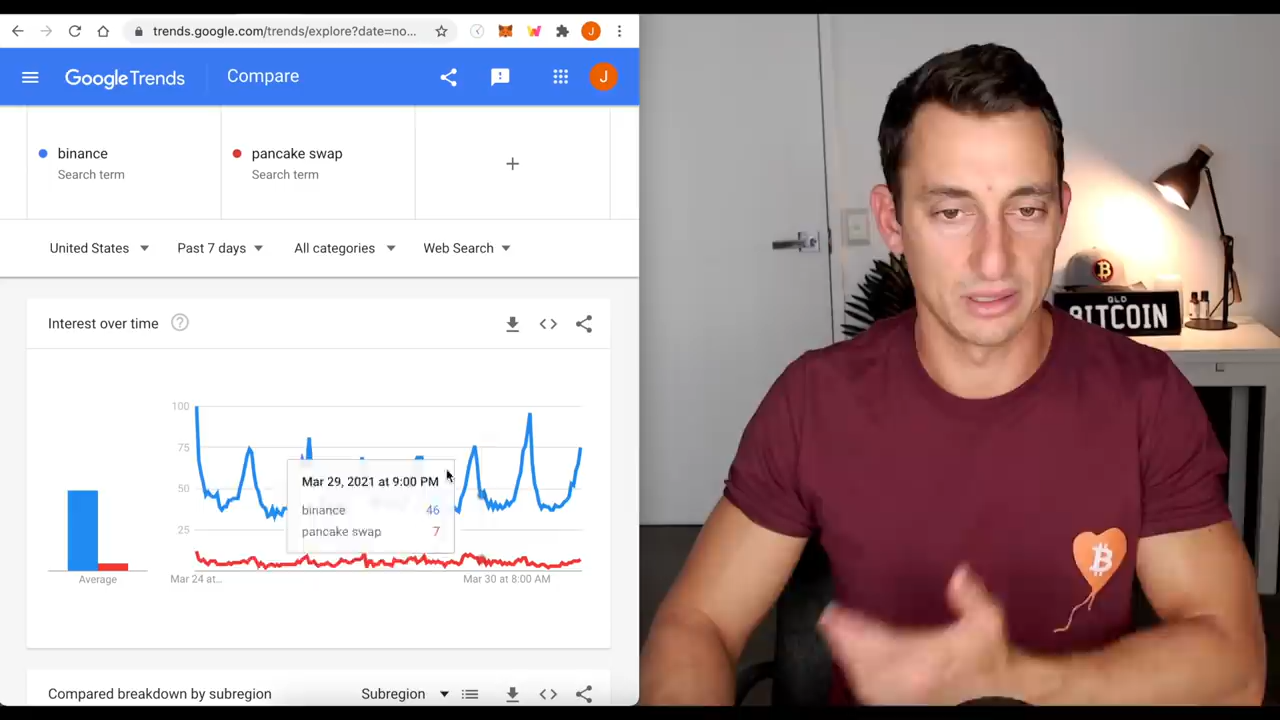 trends.google.com/trends/explore?date=no...
J
Google Trends
Compare
J
binance
Search term
pancake swap
Search term
+
United States
Past 7 days
All categories
Web Search
Interest over time
?
100
75
50
25
Mar 29, 2021 at 9:00 PM
binance 46
pancake swap 7
Average
Mar 24 at...
Mar 30 at 8:00 AM
Compared breakdown by subregion
Subregion
QLD
BITCOIN